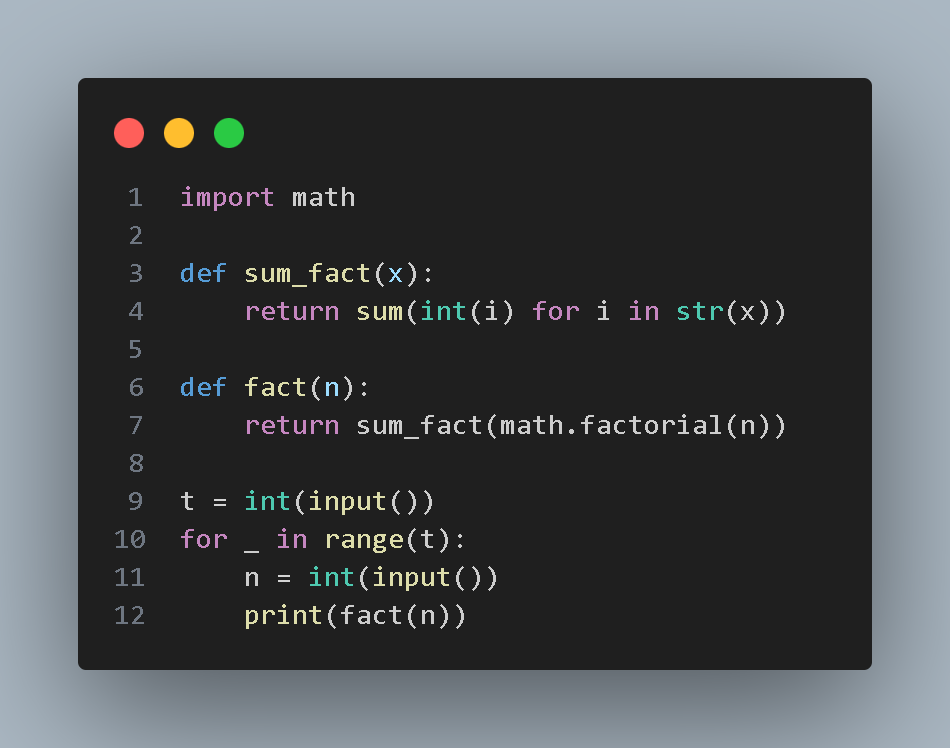 1 import math
2
3 def sum_fact(x):
4     return sum(int(i) for i in str(x))
5
6 def fact(n):
7     return sum_fact(math.factorial(n))
8
9 t = int(input())
10 for _ in range(t):
11     n = int(input())
12     print(fact(n))